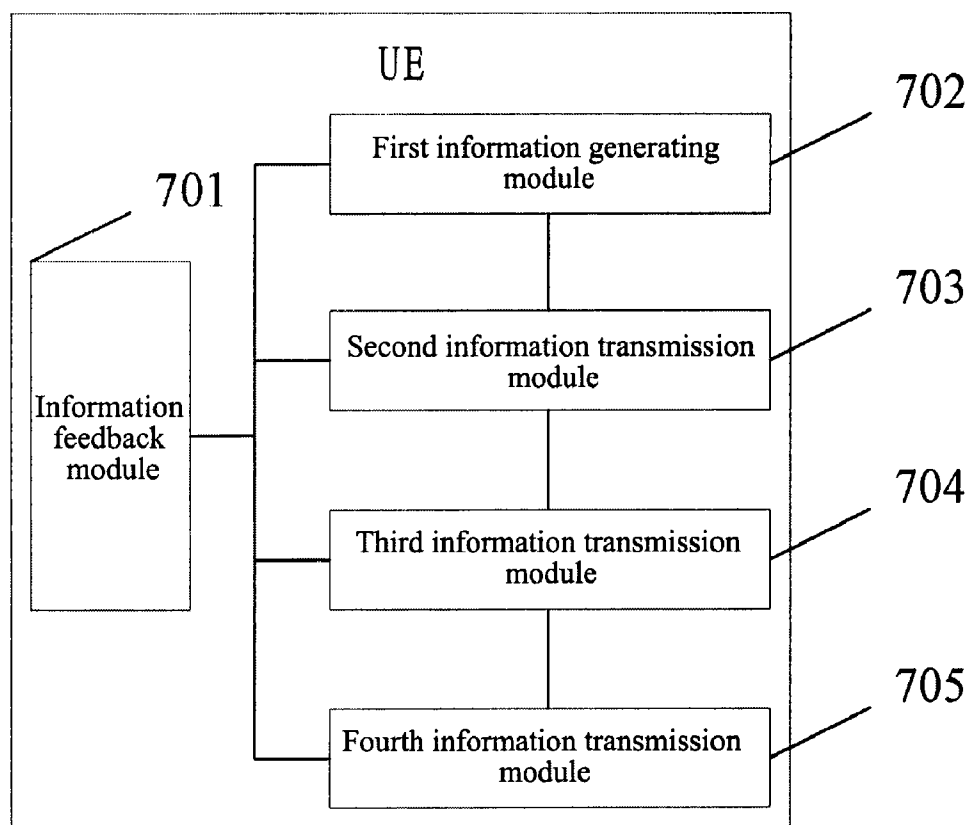 UE
702
First information generating
module
701
703
Second information transmission
module
Information
feedback
module
704
Third information transmission
module
705
Fourth information transmission
module